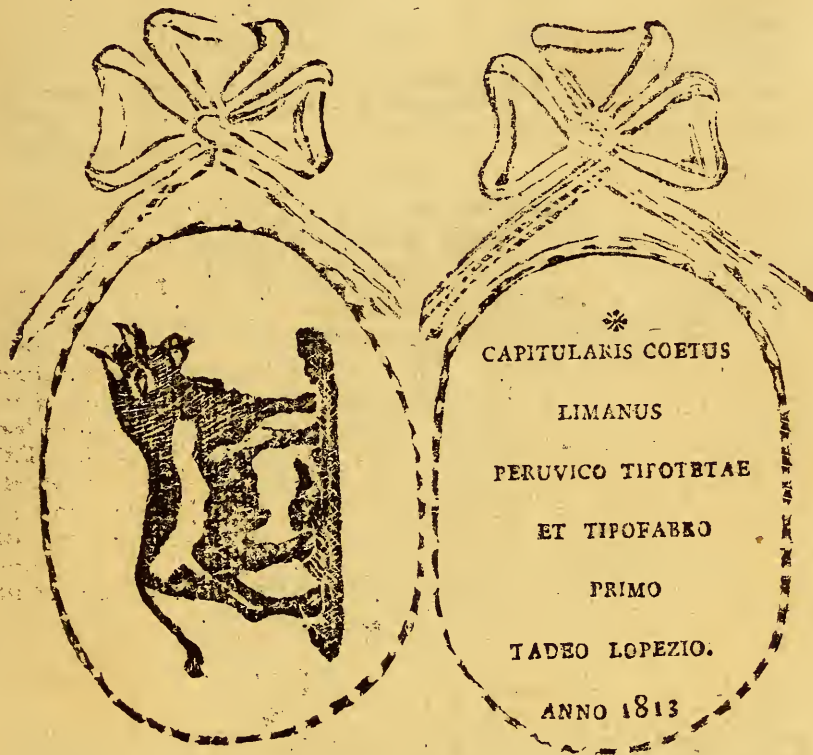 CAPITULARIS COETUS
LIMANUS
PERUVICO TIPOTETAE
ET TIPOFABRO
PRIMO
TADEO LOPEZIO.
ANNO 1813